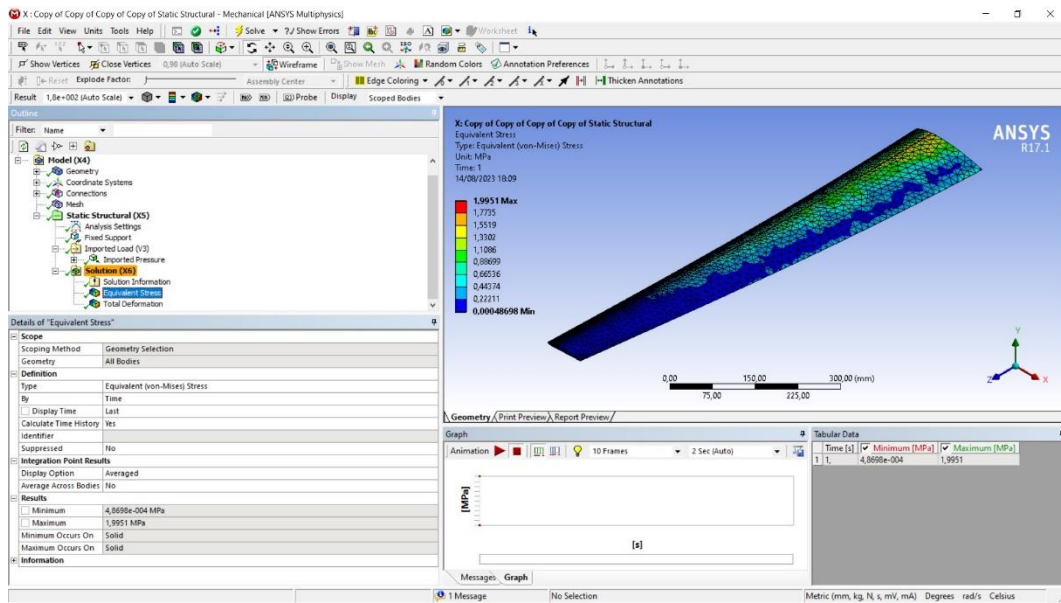 X : Copy of Copy of Copy of Copy of Static Structural - Mechanical [ANSYS Multiphysics]
File Edit View Units Tools Help Solve ?/ Show Errors Worksheet
Show Vertices Close Vertices 0,90 (Auto Scale) Wireframe Show Mesh Random Colors Annotation Preferences
Reset Explode Factor: Assembly Center Edge Coloring Thicken Annotations
Result 1,8e+002 (Auto Scale) Probe Display Scoped Bodies
Outline
Filter: Name
Model (X4)
Geometry
Coordinate Systems
Connections
Mesh
Static Structural (X5)
Analysis Settings
Fixed Support
Imported Load (V3)
Imported Pressure
Solution (X6)
Solution Information
Equivalent Stress
Total Deformation
Details of "Equivalent Stress"
Scope
Scoping Method Geometry Selection
Geometry All Bodies
Definition
Type Equivalent (von-Mises) Stress
By Time
Display Time Last
Calculate Time History Yes
Identifier
Suppressed No
Integration Point Results
Display Option Averaged
Average Across Bodies No
Results
Minimum 4,8698e-004 MPa
Maximum 1,9951 MPa
Minimum Occurs On Solid
Maximum Occurs On Solid
Information
X: Copy of Copy of Copy of Copy of Static Structural
Equivalent Stress
Type: Equivalent (von-Mises) Stress
Unit: MPa
Time: 1
14/08/2023 18:09
1,9951 Max
1,7735
1,5519
1,3302
1,1086
0,88699
0,66536
0,44374
0,22211
0,00048698 Min
ANSYS
R17.1
0,00 150,00 300,00 (mm)
75,00 225,00
Y
Z X
Geometry Print Preview Report Preview
Graph
Animation 10 Frames 2 Sec (Auto)
[MPa]
[s]
Messages Graph
Tabular Data
Time [s] Minimum [MPa] Maximum [MPa]
1 1, 4,8698e-004 1,9951
1 Message No Selection Metric (mm, kg, N, s, mV, mA) Degrees rad/s Celsius